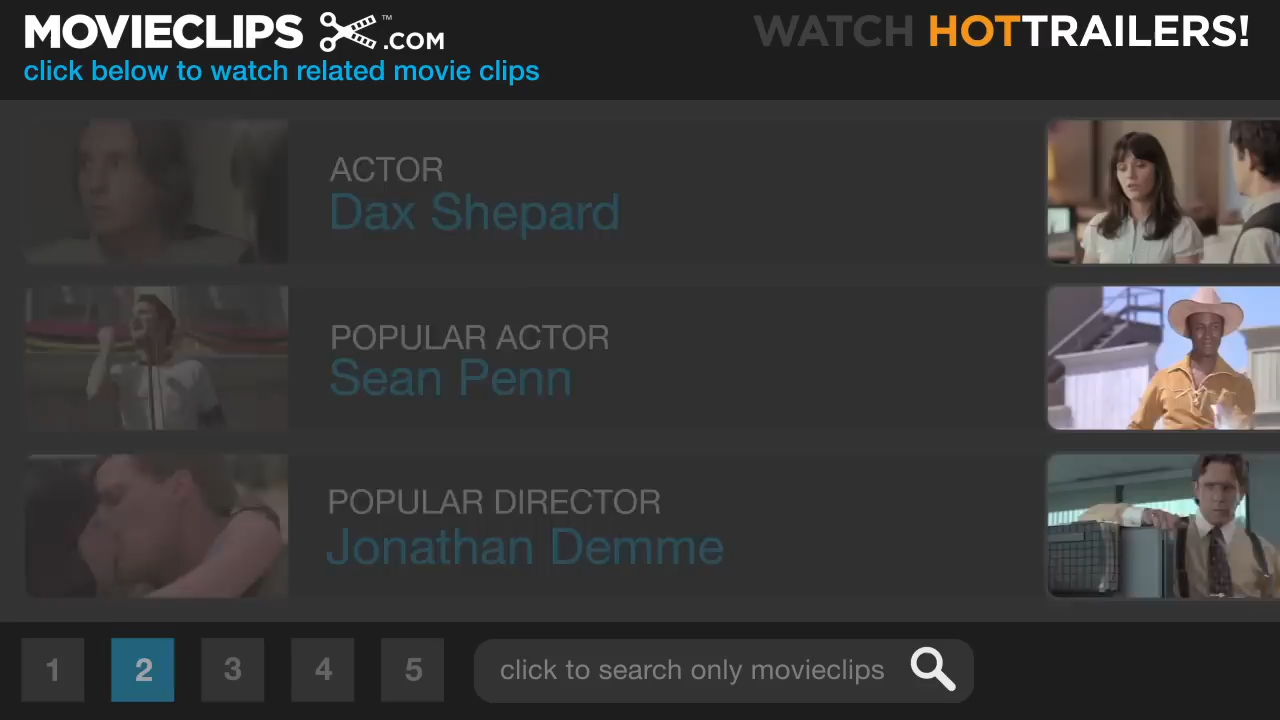 MOVIECLIPS ™ .COM
WATCH HOTTRAILERS!
click below to watch related movie clips
ACTOR
Dax Shepard
POPULAR ACTOR
Sean Penn
POPULAR DIRECTOR
Jonathan Demme
1 2 3 4 5 click to search only movieclips